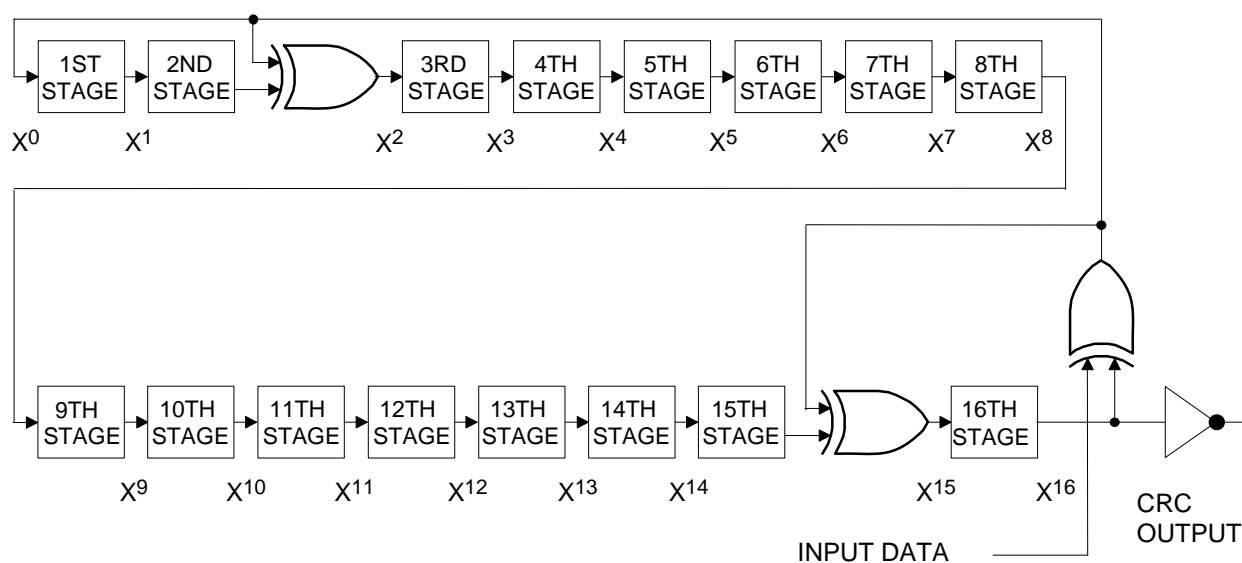 1ST
STAGE
2ND
STAGE
3RD
STAGE
4TH
STAGE
5TH
STAGE
6TH
STAGE
7TH
STAGE
8TH
STAGE
X⁰ X¹ X² X³ X⁴ X⁵ X⁶ X⁷ X⁸
9TH
STAGE
10TH
STAGE
11TH
STAGE
12TH
STAGE
13TH
STAGE
14TH
STAGE
15TH
STAGE
16TH
STAGE
X⁹ X¹⁰ X¹¹ X¹² X¹³ X¹⁴ X¹⁵ X¹⁶
CRC
OUTPUT
INPUT DATA